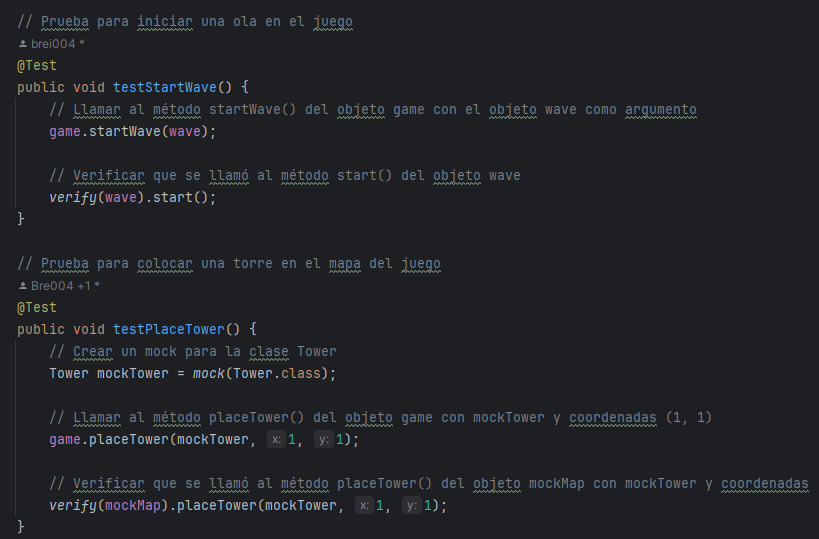 // Prueba para iniciar una ola en el juego
brei004 *
@Test
public void testStartWave() {
// Llamar al método startWave() del objeto game con el objeto wave como argumento
game.startWave(wave);
// Verificar que se llamó al método start() del objeto wave
verify(wave).start();
}
// Prueba para colocar una torre en el mapa del juego
Bre004 +1 *
@Test
public void testPlaceTower() {
// Crear un mock para la clase Tower
Tower mockTower = mock(Tower.class);
// Llamar al método placeTower() del objeto game con mockTower y coordenadas (1, 1)
game.placeTower(mockTower, x: 1, y: 1);
// Verificar que se llamó al método placeTower() del objeto mockMap con mockTower y coordenadas
verify(mockMap).placeTower(mockTower, x: 1, y: 1);
}